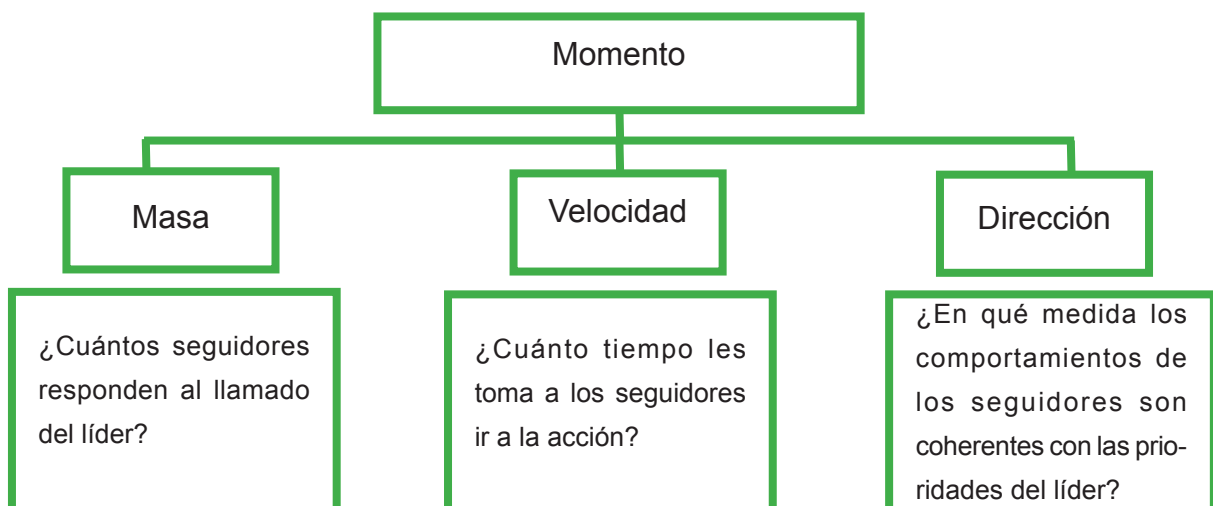 Momento
Masa
Velocidad
Dirección
¿Cuántos seguidores
responden al llamado
del líder?
¿Cuánto tiempo les
toma a los seguidores
ir a la acción?
¿En qué medida los
comportamientos de
los seguidores son
coherentes con las prio-
ridades del líder?